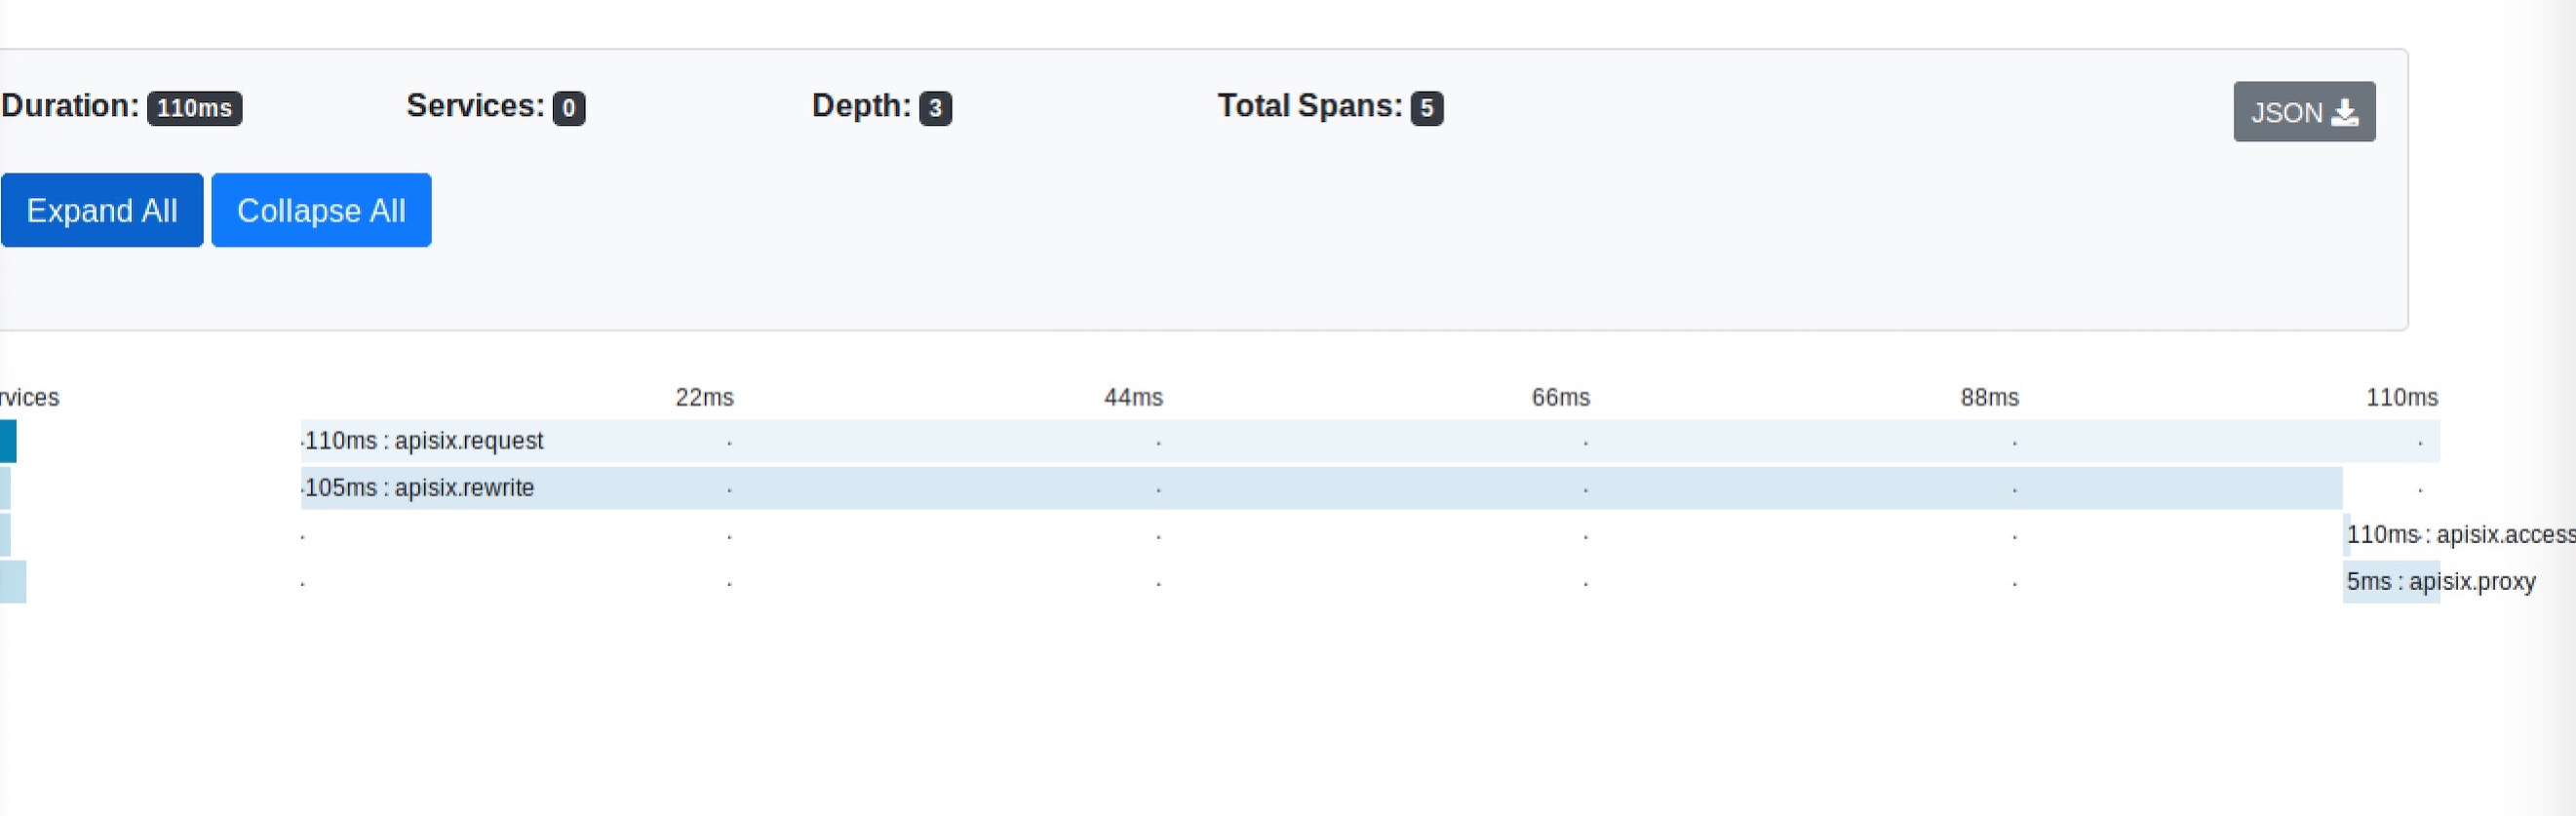 Duration: 110ms Services: 0 Depth: 3 Total Spans: 5 JSON
Expand All Collapse All
rvices 22ms 44ms 66ms 88ms 110ms
110ms : apisix.request
105ms : apisix.rewrite
110ms : apisix.access
5ms : apisix.proxy